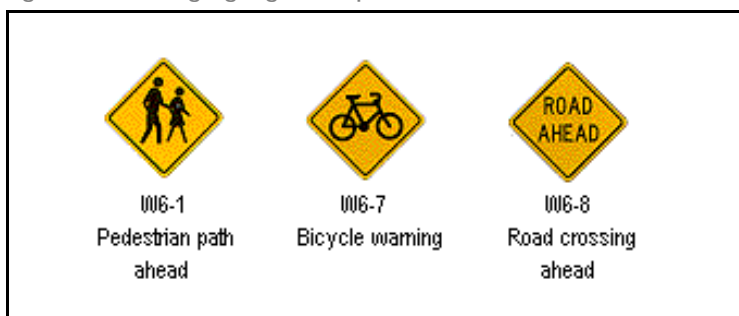 ROAD
AHEAD
W6-1
Pedestrian path
ahead
W6-7
Bicycle warning
W6-8
Road crossing
ahead